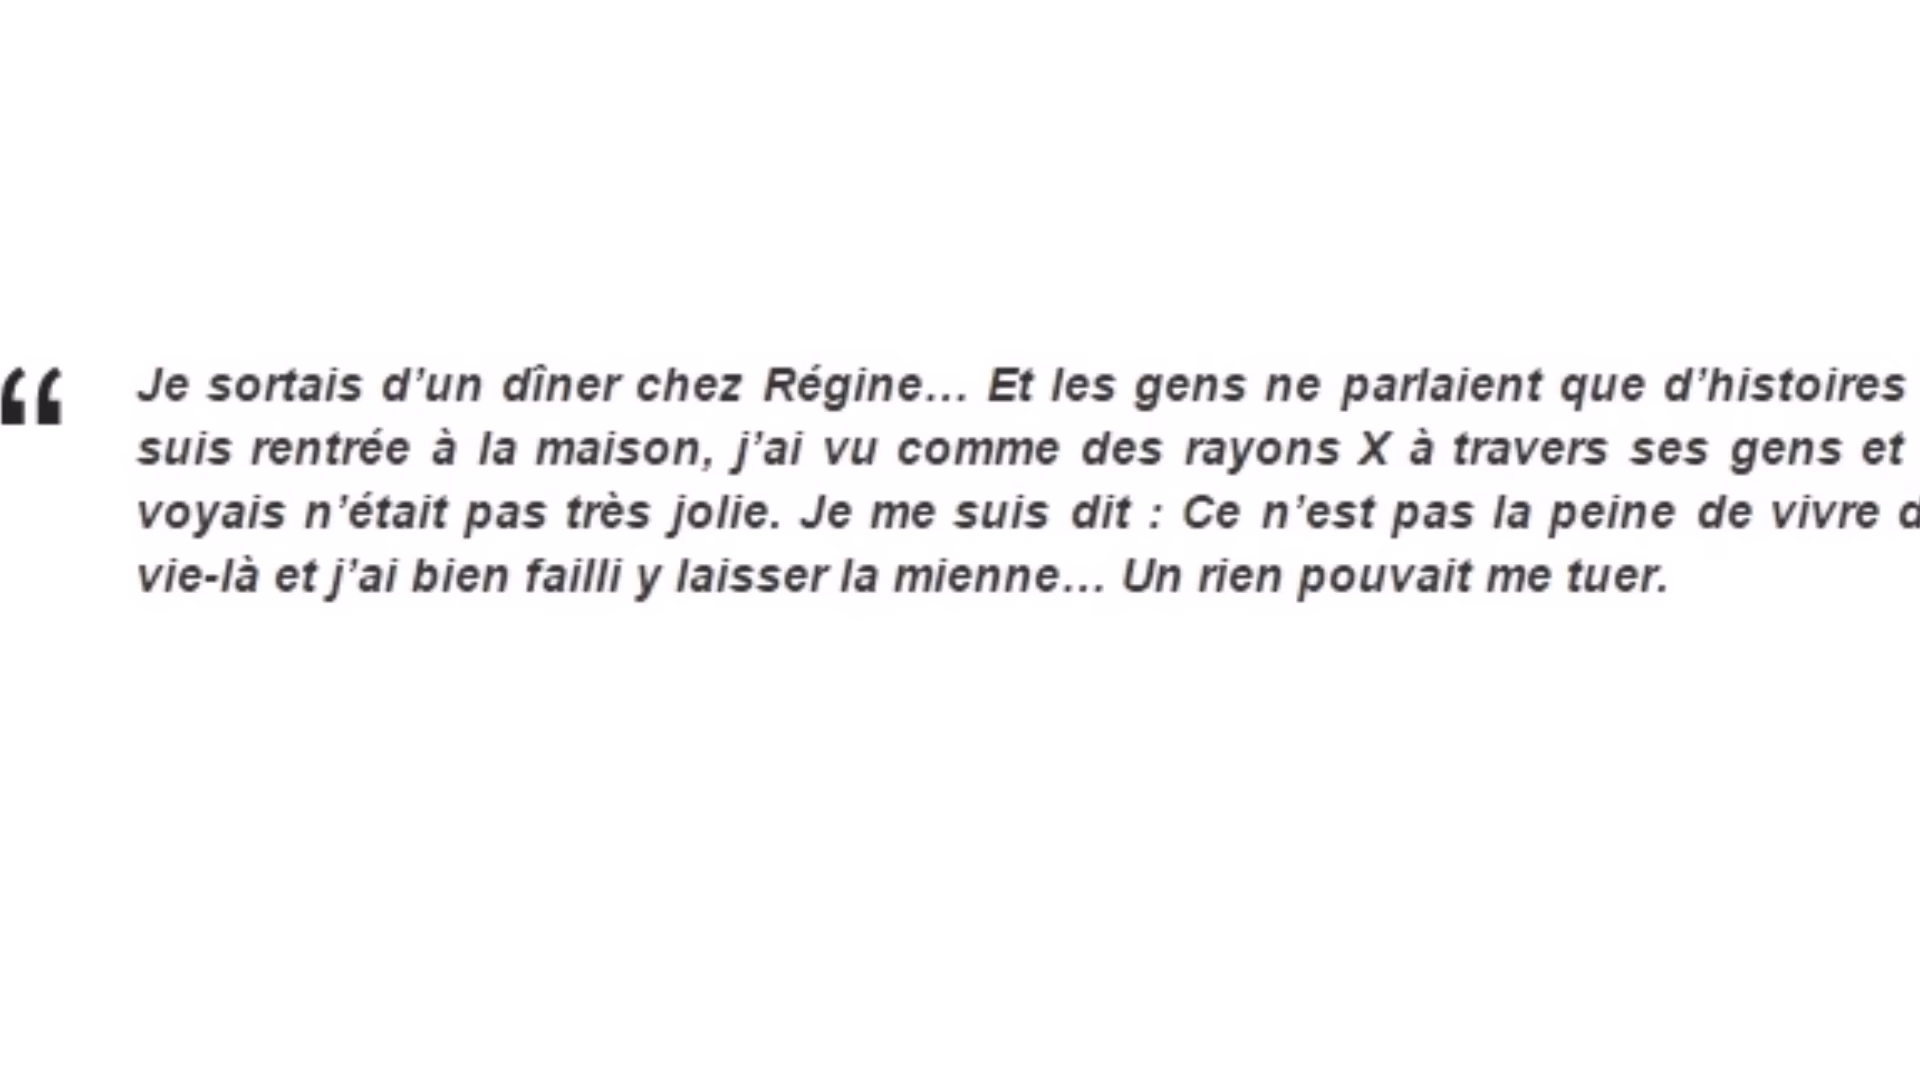 “ Je sortais d’un dîner chez Régine... Et les gens ne parlaient que d’histoires
suis rentrée à la maison, j’ai vu comme des rayons X à travers ses gens et
voyais n’était pas très jolie. Je me suis dit : Ce n’est pas la peine de vivre
vie-là et j’ai bien failli y laisser la mienne... Un rien pouvait me tuer.